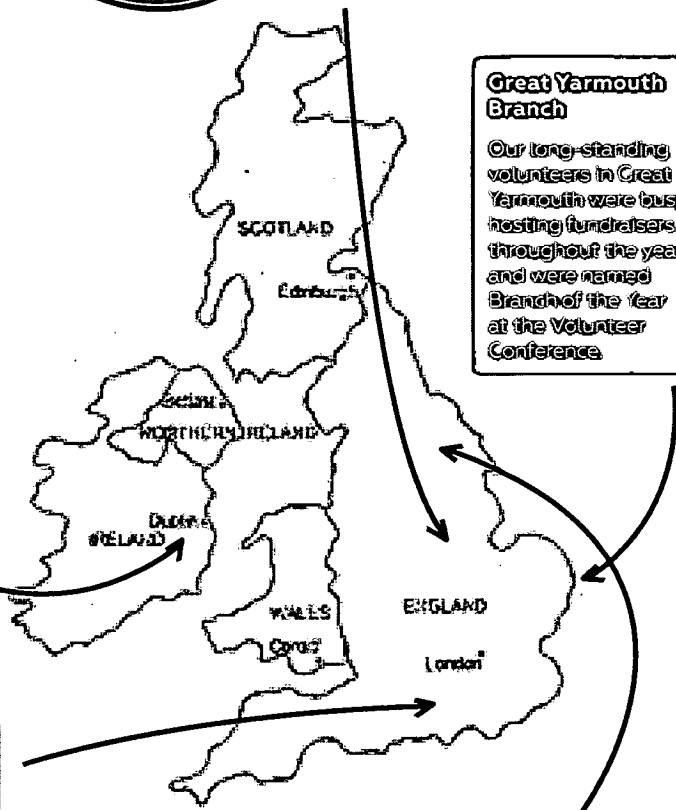 Great Yarmouth
Branch
Our long-standing
volunteers in Great
Yarmouth were busy
hosting fundraisers
throughout the year
and were named
Branch of the Year
at the Volunteer
Conference.
SCOTLAND
Edinburgh
NORTHERN IRELAND
Dublin
IRELAND
WALES
ENGLAND
London